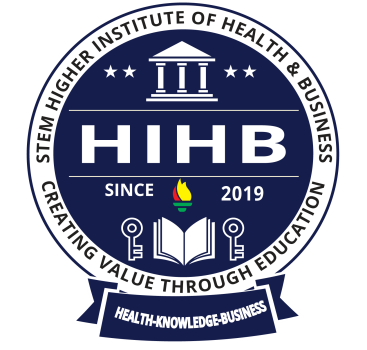 STEM HIGHER INSTITUTE OF HEALTH & BUSINESS
HIHB
SINCE 2019
CREATING VALUE THROUGH EDUCATION
HEALTH-KNOWLEDGE-BUSINESS